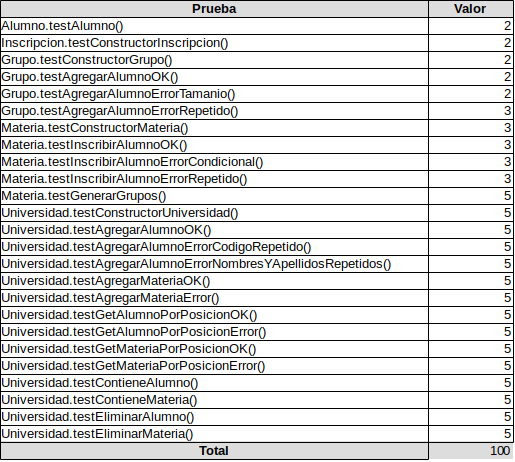 Prueba Valor
Alumno.testAlumno() 2
Inscripcion.testConstructorInscripcion() 2
Grupo.testConstructorGrupo() 2
Grupo.testAgregarAlumnoOK() 2
Grupo.testAgregarAlumnoErrorTamanio() 2
Grupo.testAgregarAlumnoErrorRepetido() 3
Materia.testConstructorMateria() 3
Materia.testInscribirAlumnoOK() 3
Materia.testInscribirAlumnoErrorCondicional() 3
Materia.testInscribirAlumnoErrorRepetido() 3
Materia.testGenerarGrupos() 5
Universidad.testConstructorUniversidad() 5
Universidad.testAgregarAlumnoOK() 5
Universidad.testAgregarAlumnoErrorCodigoRepetido() 5
Universidad.testAgregarAlumnoErrorNombresYApellidosRepetidos() 5
Universidad.testAgregarMateriaOK() 5
Universidad.testAgregarMateriaError() 5
Universidad.testGetAlumnoPorPosicionOK() 5
Universidad.testGetAlumnoPorPosicionError() 5
Universidad.testGetMateriaPorPosicionOK() 5
Universidad.testGetMateriaPorPosicionError() 5
Universidad.testContieneAlumno() 5
Universidad.testContieneMateria() 5
Universidad.testEliminarAlumno() 5
Universidad.testEliminarMateria() 5
Total 100